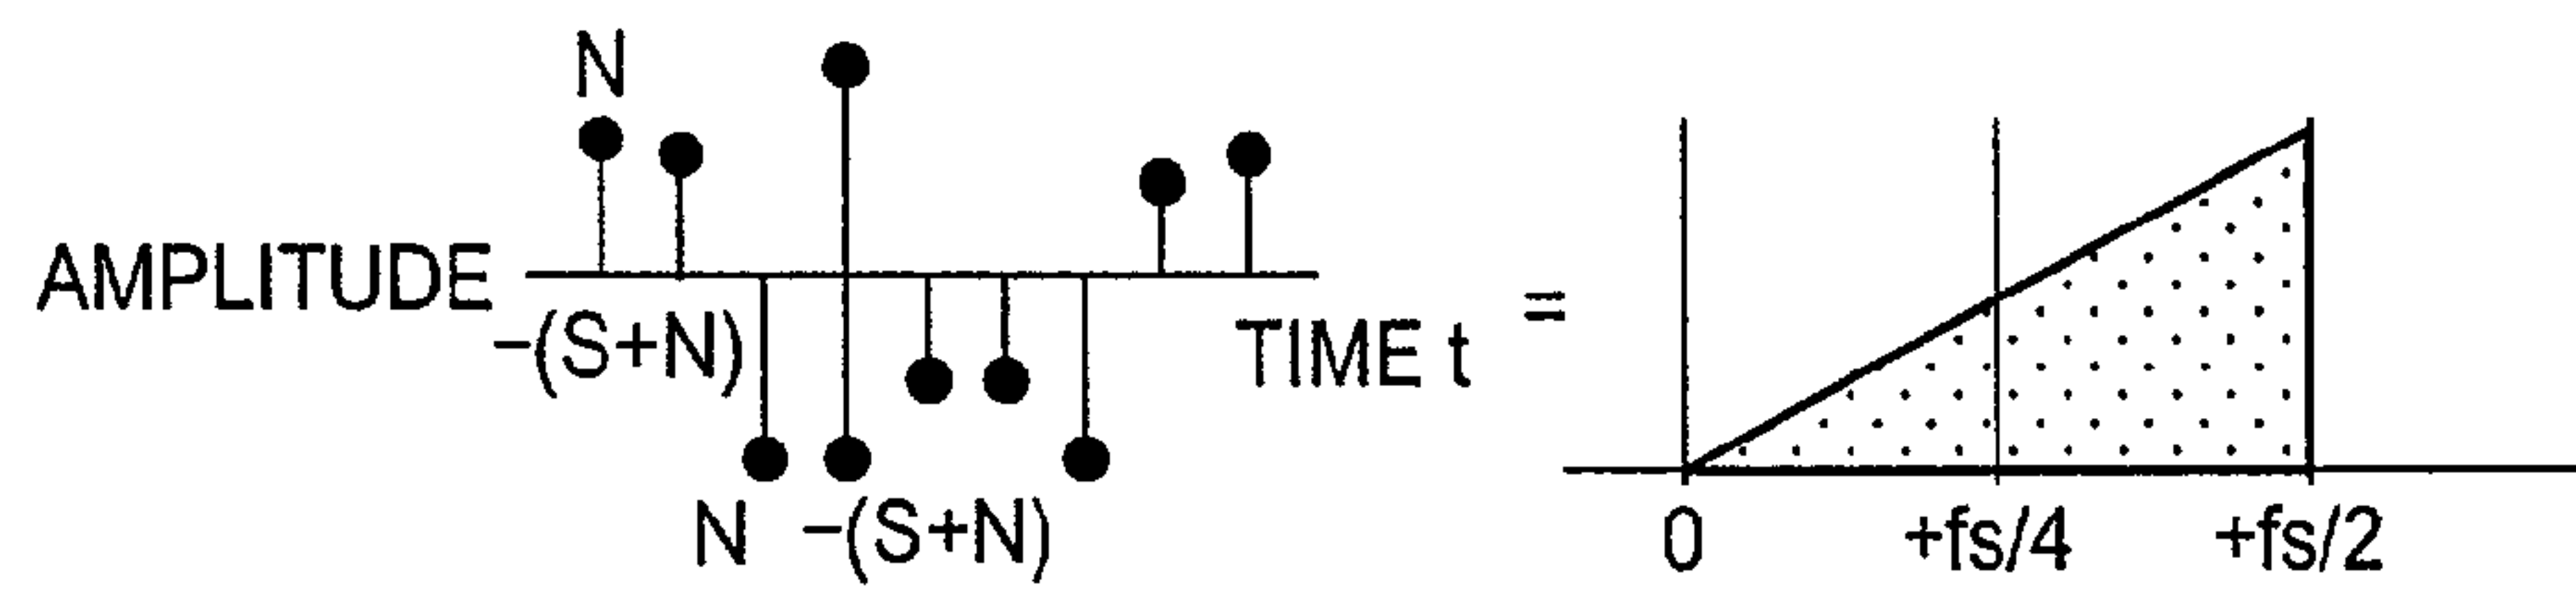 N
AMPLITUDE
-(S+N)
TIME t
=
N
-(S+N)
0
+fs/4
+fs/2